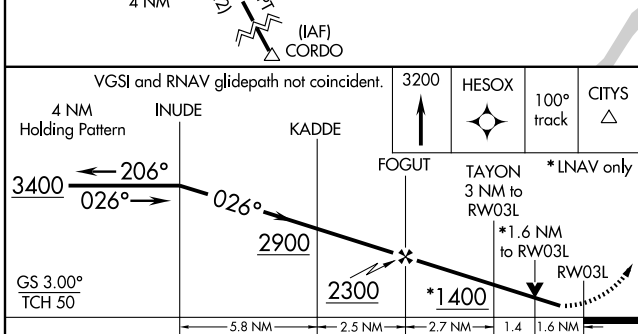 4 NM
(IAF)
CORDO
VGSI and RNAV glidepath not coincident.
3200
HESOX
100°
track
CITYS
4 NM
Holding Pattern
INUDE
KADDE
FOGUT
TAYON
3 NM to
RW03L
*LNAV only
*1.6 NM
to RW03L
RW03L
3400
206°
026°
026°
2900
2300
*1400
GS 3.00°
TCH 50
5.8 NM
2.5 NM
2.7 NM
1.4
1.6 NM